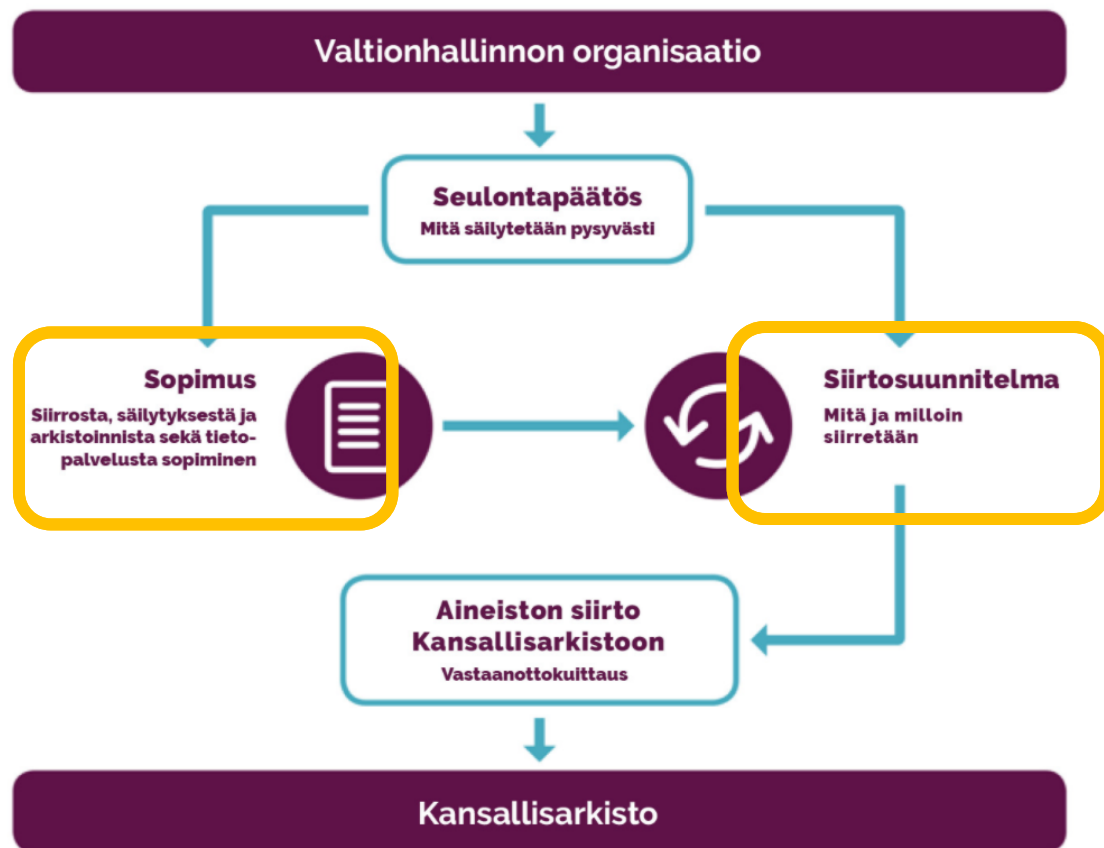 Valtionhallinnon organisaatio
Seulontapäätös
Mitä säilytetään pysyvästi
Sopimus
Siirrosta, säilytyksestä ja
arkistoinnista sekä tieto-
palvelusta sopiminen
Siirtosuunnitelma
Mitä ja milloin
siirretään
Aineiston siirto
Kansallisarkistoon
Vastaanottokuittaus
Kansallisarkisto